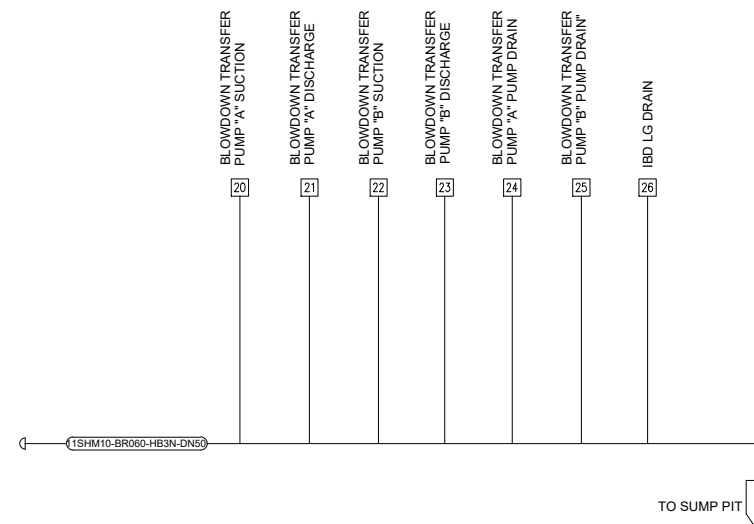 BLOWDOWN TRANSFER
PUMP "A" SUCTION
BLOWDOWN TRANSFER
PUMP "A" DISCHARGE
BLOWDOWN TRANSFER
PUMP "B" SUCTION
BLOWDOWN TRANSFER
PUMP "B" DISCHARGE
BLOWDOWN TRANSFER
PUMP "A" PUMP DRAIN
BLOWDOWN TRANSFER
PUMP "B" PUMP DRAIN"
IBD LG DRAIN
20
21
22
23
24
25
26
11SHM10-BR060-HB3N-DN50
TO SUMP PIT